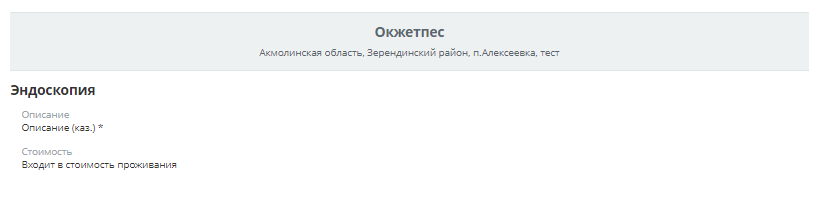 Окжетпес
Акмолинская область, Зерендинский район, п.Алексеевка, тест
Эндоскопия
Описание
Описание (каз.) *
Стоимость
Входит в стоимость проживания